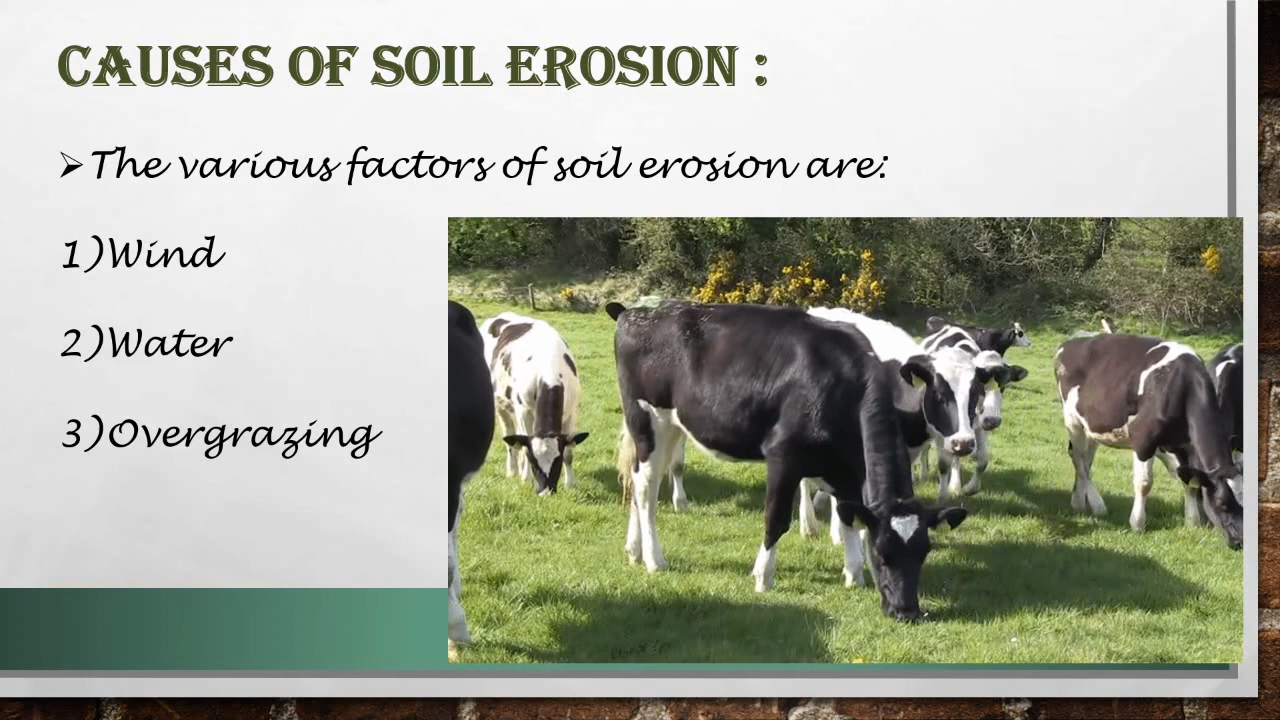 CAUSES OF SOIL EROSION :
➢The various factors of soil erosion are:
1)Wind
2)Water
3)Overgrazing